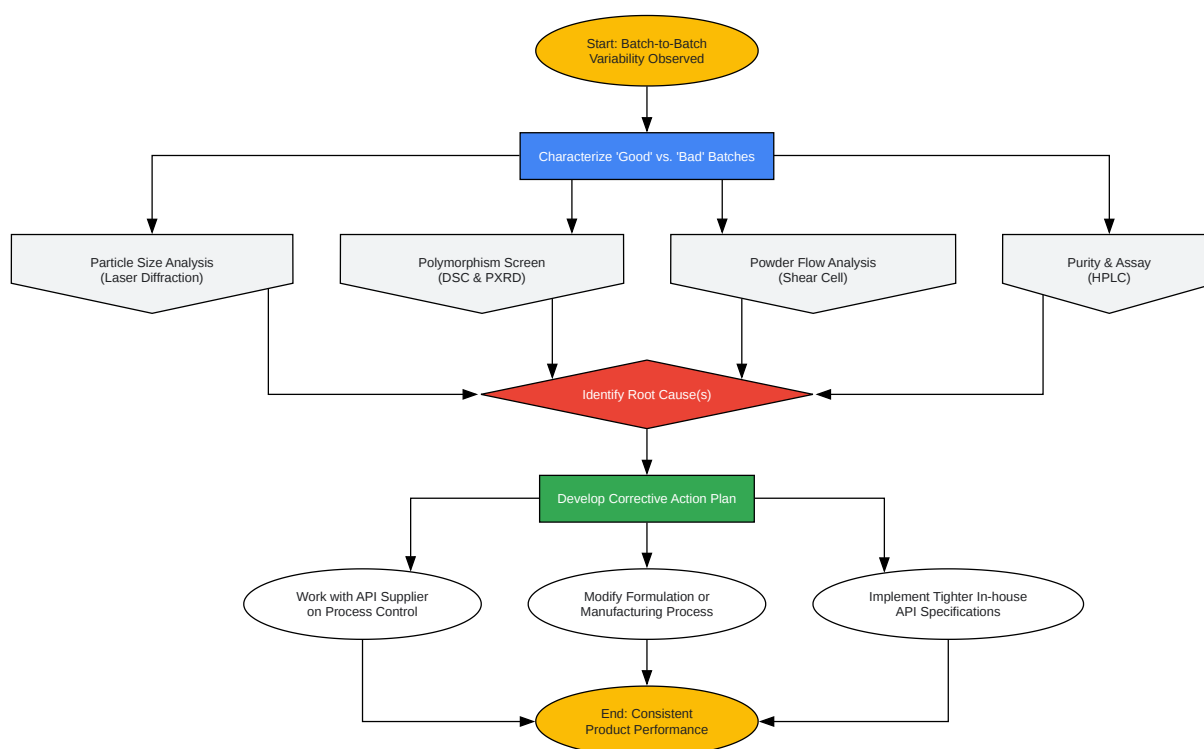 Start: Batch-to-Batch
Variability Observed
Characterize 'Good' vs. 'Bad' Batches
Particle Size Analysis
(Laser Diffraction)
Polymorphism Screen
(DSC & PXRD)
Powder Flow Analysis
(Shear Cell)
Purity & Assay
(HPLC)
Identify Root Cause(s)
Develop Corrective Action Plan
Work with API Supplier
on Process Control
Modify Formulation or
Manufacturing Process
Implement Tighter In-house
API Specifications
End: Consistent
Product Performance